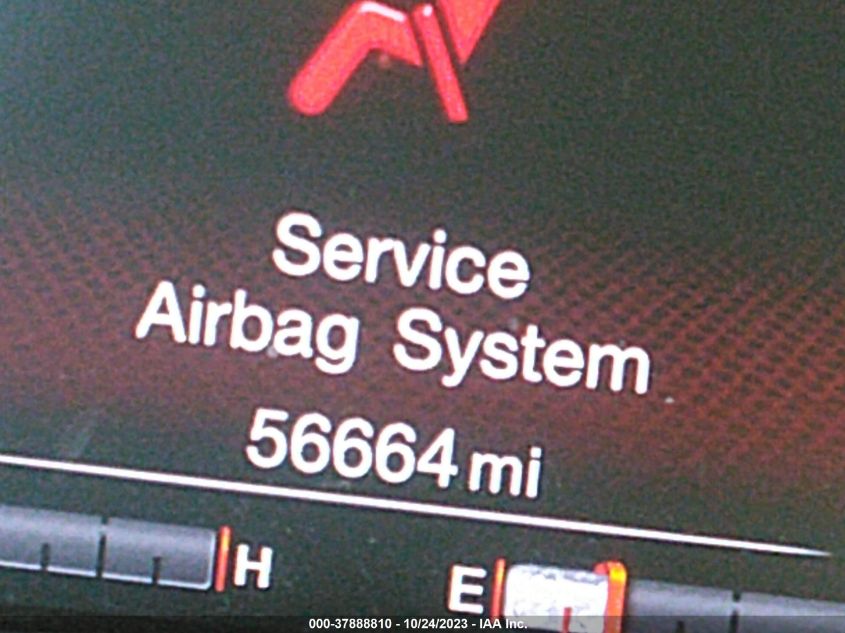 Service
Airbag System
56664 mi
H E
000-37888810 - 10/24/2023 - IAA Inc.